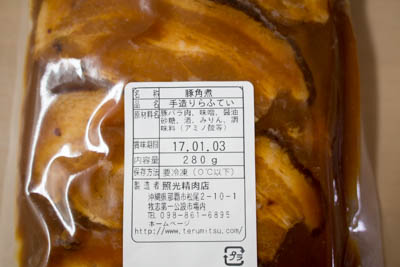 名称 豚角煮
品名 手造りらふてい
原材料名 豚バラ肉、味噌、醤油
砂糖、酒、みりん、調
味料(アミノ酸等)
賞味期限 17.01.03
内容量 280g
保存方法 要冷凍(0℃以下)
製造者 照光精肉店
沖縄県那覇市松尾2-10-1
牧志第一公設市場内
TEL 098-861-6895
ホームページ
http://www.terumitsu.com/
プラ